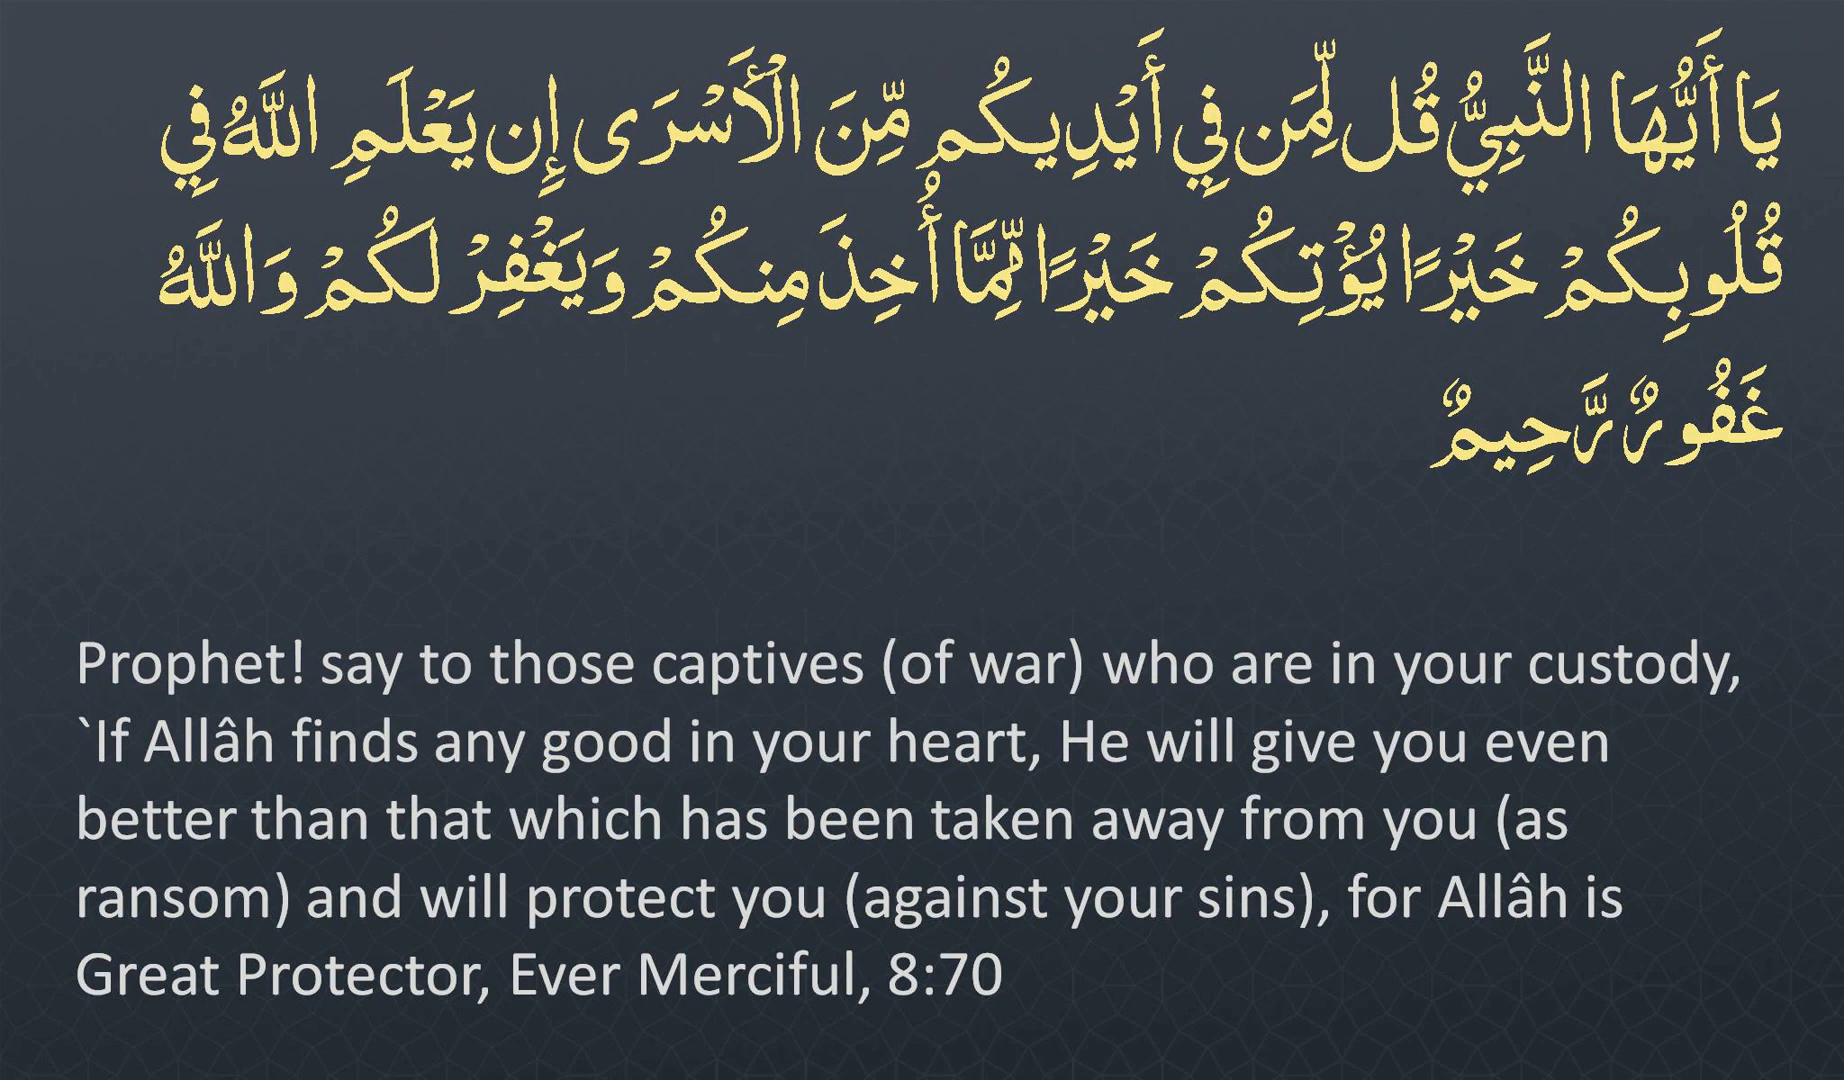 يَا أَيُّهَا النَّبِيُّ قُل لِّمَن فِي أَيْدِيكُم مِّنَ الْأَسْرَى إِن يَعْلَمِ اللَّهُ فِي
قُلُوبِكُمْ خَيْرًا يُؤْتِكُمْ خَيْرًا مِّمَّا أُخِذَ مِنكُمْ وَيَغْفِرْ لَكُمْ وَاللَّهُ
غَفُورٌ رَّحِيمٌ
Prophet! say to those captives (of war) who are in your custody,
`If Allâh finds any good in your heart, He will give you even
better than that which has been taken away from you (as
ransom) and will protect you (against your sins), for Allâh is
Great Protector, Ever Merciful, 8:70